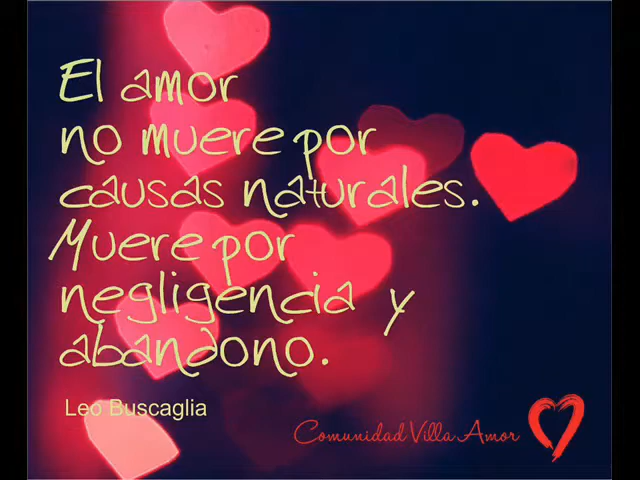 El amor
no muere por
causas naturales.
Muere por
negligencia y
abandono.
Leo Buscaglia
Comunidad Villa Amor